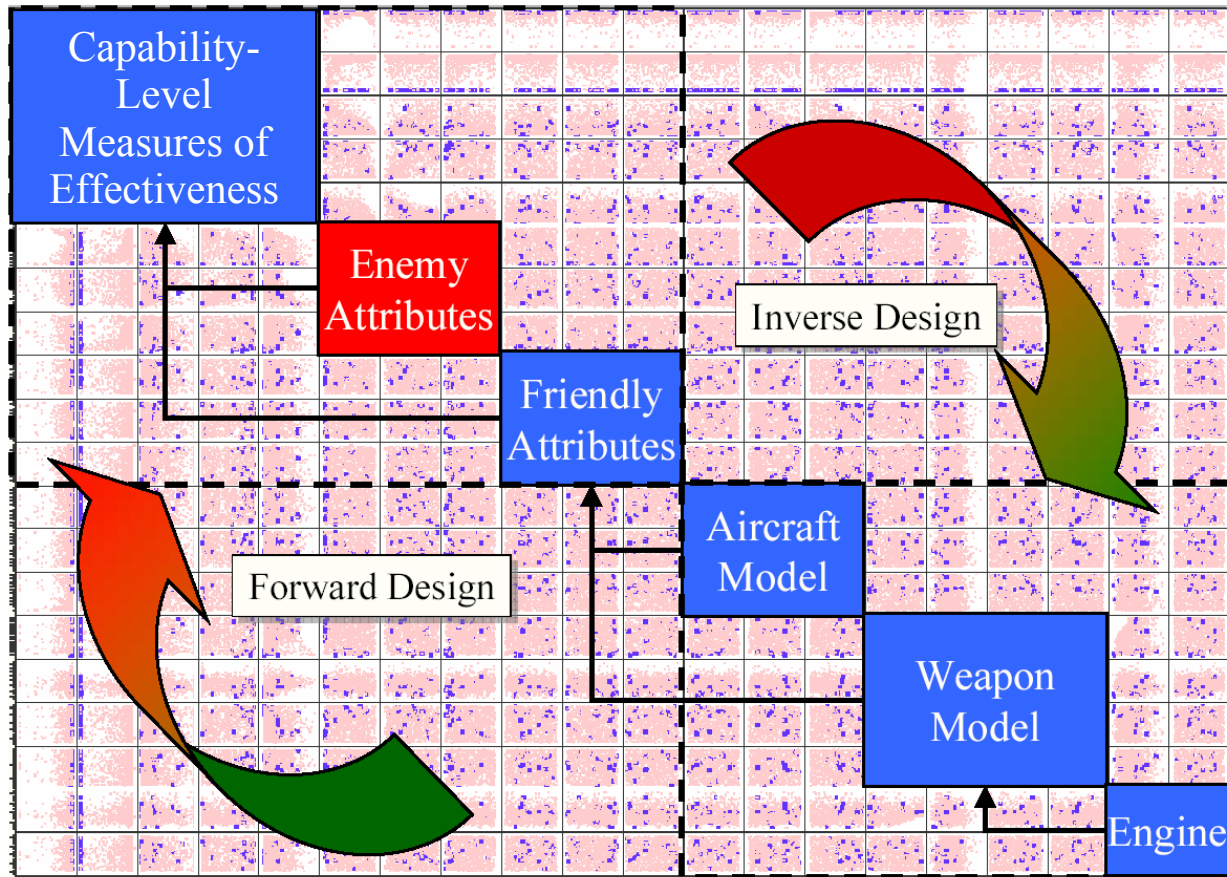 Capability-
Level
Measures of
Effectiveness
Enemy
Attributes
Inverse Design
Friendly
Attributes
Aircraft
Model
Forward Design
Weapon
Model
Engine